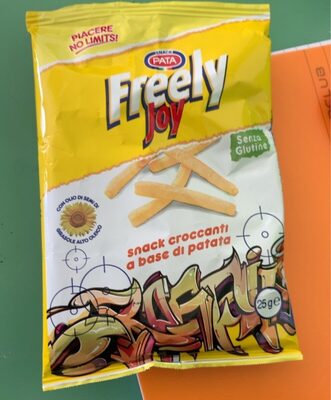 PIACERE
NO LIMITS!
SNACK
PATA
Freely
Joy
Senza
Glutine
CON OLIO DI SEMI DI
GIRASOLE ALTO OLEICO
snack croccanti
a base di patata
25g e